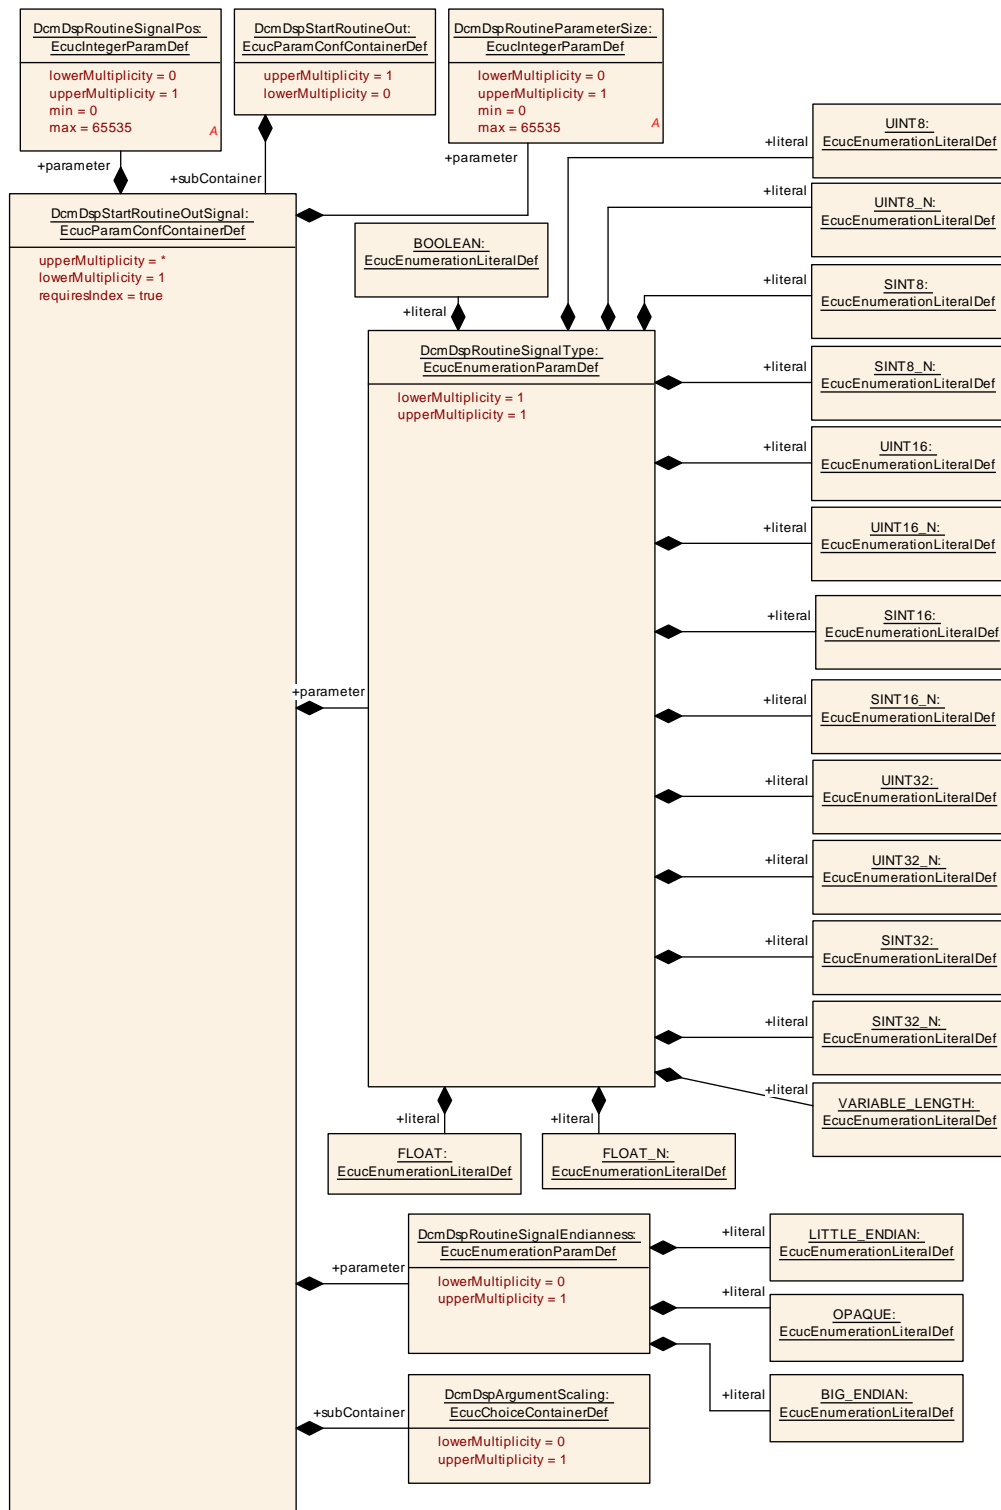 DcmDspRoutineSignalPos:
EcucIntegerParamDef
lowerMultiplicity = 0
upperMultiplicity = 1
min = 0
max = 65535
A
DcmDspStartRoutineOut:
EcucParamConfContainerDef
upperMultiplicity = 1
lowerMultiplicity = 0
DcmDspRoutineParameterSize:
EcucIntegerParamDef
lowerMultiplicity = 0
upperMultiplicity = 1
min = 0
max = 65535
A
+parameter
+subContainer
+parameter
DcmDspStartRoutineOutSignal:
EcucParamConfContainerDef
upperMultiplicity = *
lowerMultiplicity = 1
requiresIndex = true
BOOLEAN:
EcucEnumerationLiteralDef
+literal
DcmDspRoutineSignalType:
EcucEnumerationParamDef
lowerMultiplicity = 1
upperMultiplicity = 1
+parameter
+literal
UINT8:
EcucEnumerationLiteralDef
+literal
UINT8_N:
EcucEnumerationLiteralDef
+literal
SINT8:
EcucEnumerationLiteralDef
+literal
SINT8_N:
EcucEnumerationLiteralDef
+literal
UINT16:
EcucEnumerationLiteralDef
+literal
UINT16_N:
EcucEnumerationLiteralDef
+literal
SINT16:
EcucEnumerationLiteralDef
+literal
SINT16_N:
EcucEnumerationLiteralDef
+literal
UINT32:
EcucEnumerationLiteralDef
+literal
UINT32_N:
EcucEnumerationLiteralDef
+literal
SINT32:
EcucEnumerationLiteralDef
+literal
SINT32_N:
EcucEnumerationLiteralDef
+literal
VARIABLE_LENGTH:
EcucEnumerationLiteralDef
+literal
FLOAT:
EcucEnumerationLiteralDef
+literal
FLOAT_N:
EcucEnumerationLiteralDef
+parameter
DcmDspRoutineSignalEndianness:
EcucEnumerationParamDef
lowerMultiplicity = 0
upperMultiplicity = 1
+literal
LITTLE_ENDIAN:
EcucEnumerationLiteralDef
+literal
OPAQUE:
EcucEnumerationLiteralDef
+literal
BIG_ENDIAN:
EcucEnumerationLiteralDef
+subContainer
DcmDspArgumentScaling:
EcucChoiceContainerDef
lowerMultiplicity = 0
upperMultiplicity = 1